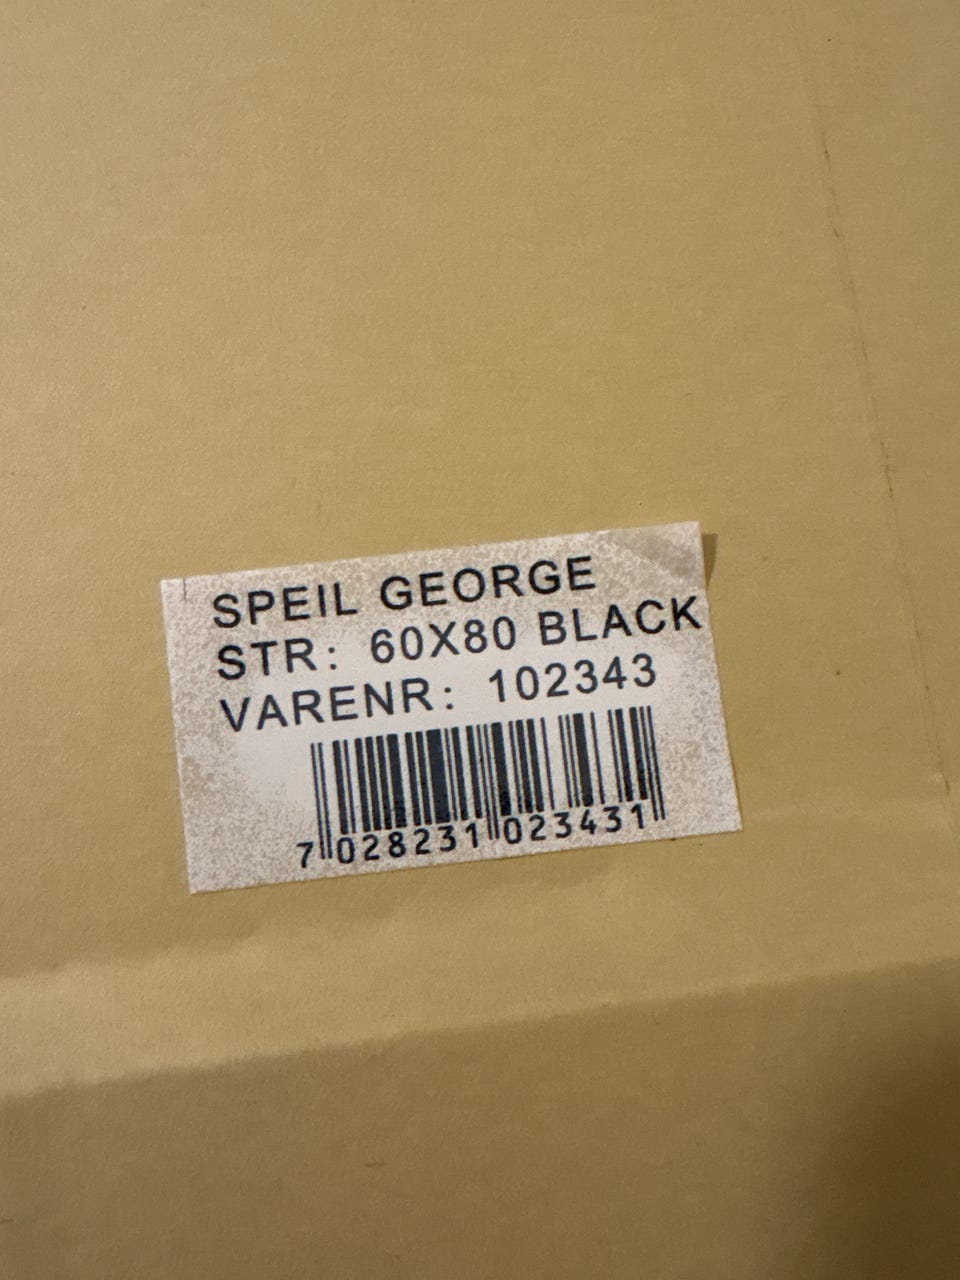 SPEIL GEORGE
STR: 60X80 BLACK
VARENR: 102343
7 028231 023431